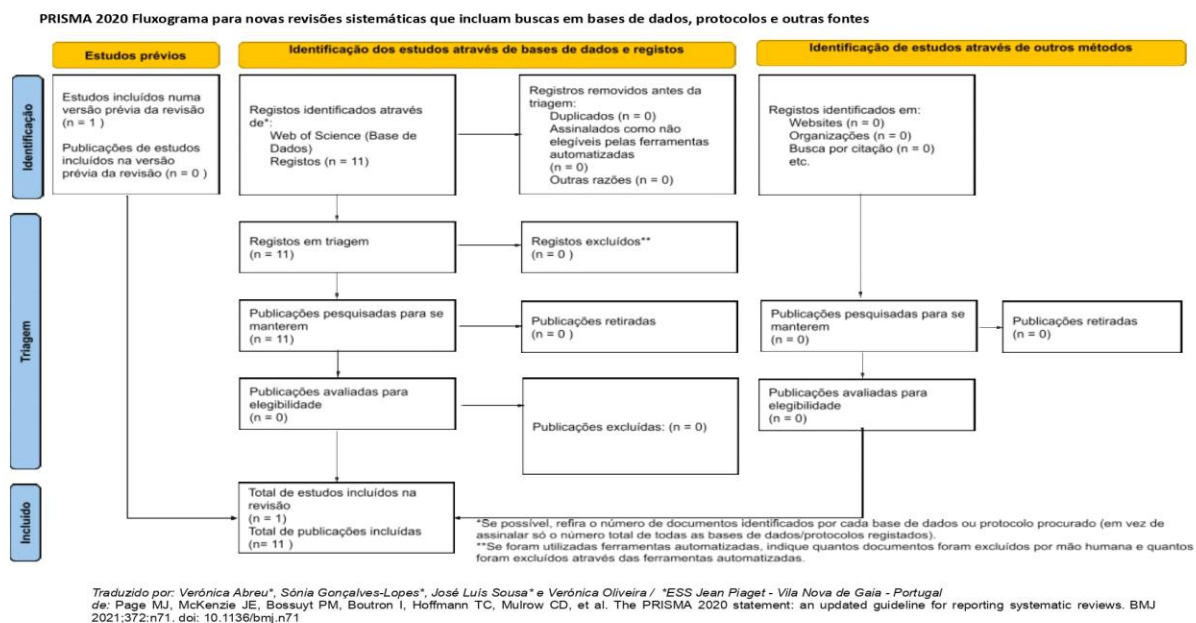 PRISMA 2020 Fluxograma para novas revisões sistemáticas que incluam buscas em bases de dados, protocolos e outras fontes
Estudos prévios
Identificação dos estudos através de bases de dados e registos
Identificação de estudos através de outros métodos
Identificação
Estudos incluídos numa
versão prévia da revisão
(n = 1 )
Publicações de estudos
incluídos na versão
prévia da revisão (n = 0 )
Registos identificados através
de*:
Web of Science (Base de
Dados)
Registos (n = 11)
Registros removidos antes da
triagem:
Duplicados (n = 0)
Assinalados como não
elegíveis pelas ferramentas
automatizadas
(n = 0)
Outras razões (n = 0)
Registos identificados em:
Websites (n = 0)
Organizações (n = 0)
Busca por citação (n = 0)
etc.
Triagem
Registos em triagem
(n = 11)
Registos excluídos**
(n = 0 )
Publicações pesquisadas para se
manterem
(n = 11)
Publicações retiradas
(n = 0 )
Publicações pesquisadas para se
manterem
(n = 0)
Publicações retiradas
(n = 0)
Publicações avaliadas para
elegibilidade
(n = 0)
Publicações excluídas: (n = 0)
Publicações avaliadas para
elegibilidade
(n = 0)
Incluído
Total de estudos incluídos na
revisão
(n = 1)
Total de publicações incluídas
(n= 11 )
*Se possível, refira o número de documentos identificados por cada base de dados ou protocolo procurado (em vez de
assinalar só o número total de todas as bases de dados/protocolos registados).
**Se foram utilizadas ferramentas automatizadas, indique quantos documentos foram excluídos por mão humana e quantos
foram excluídos através das ferramentas automatizadas.
Traduzido por: Verónica Abreu*, Sónia Gonçalves-Lopes*, José Luís Sousa* e Verónica Oliveira / *ESS Jean Piaget - Vila Nova de Gaia - Portugal
de: Page MJ, McKenzie JE, Bossuyt PM, Boutron I, Hoffmann TC, Mulrow CD, et al. The PRISMA 2020 statement: an updated guideline for reporting systematic reviews. BMJ
2021;372:n71. doi: 10.1136/bmj.n71